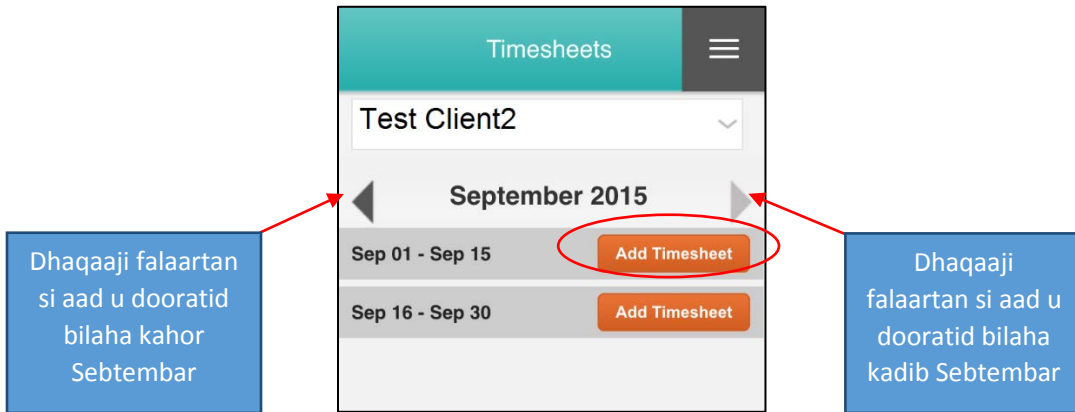 Timesheets
Test Client2
September 2015
Sep 01 - Sep 15 Add Timesheet
Sep 16 - Sep 30 Add Timesheet
Dhaqaaji falaartan
si aad u dooratid
bilaha kahor
Sebtembar
Dhaqaaji
falaartan si aad u
dooratid bilaha
kadib Sebtembar